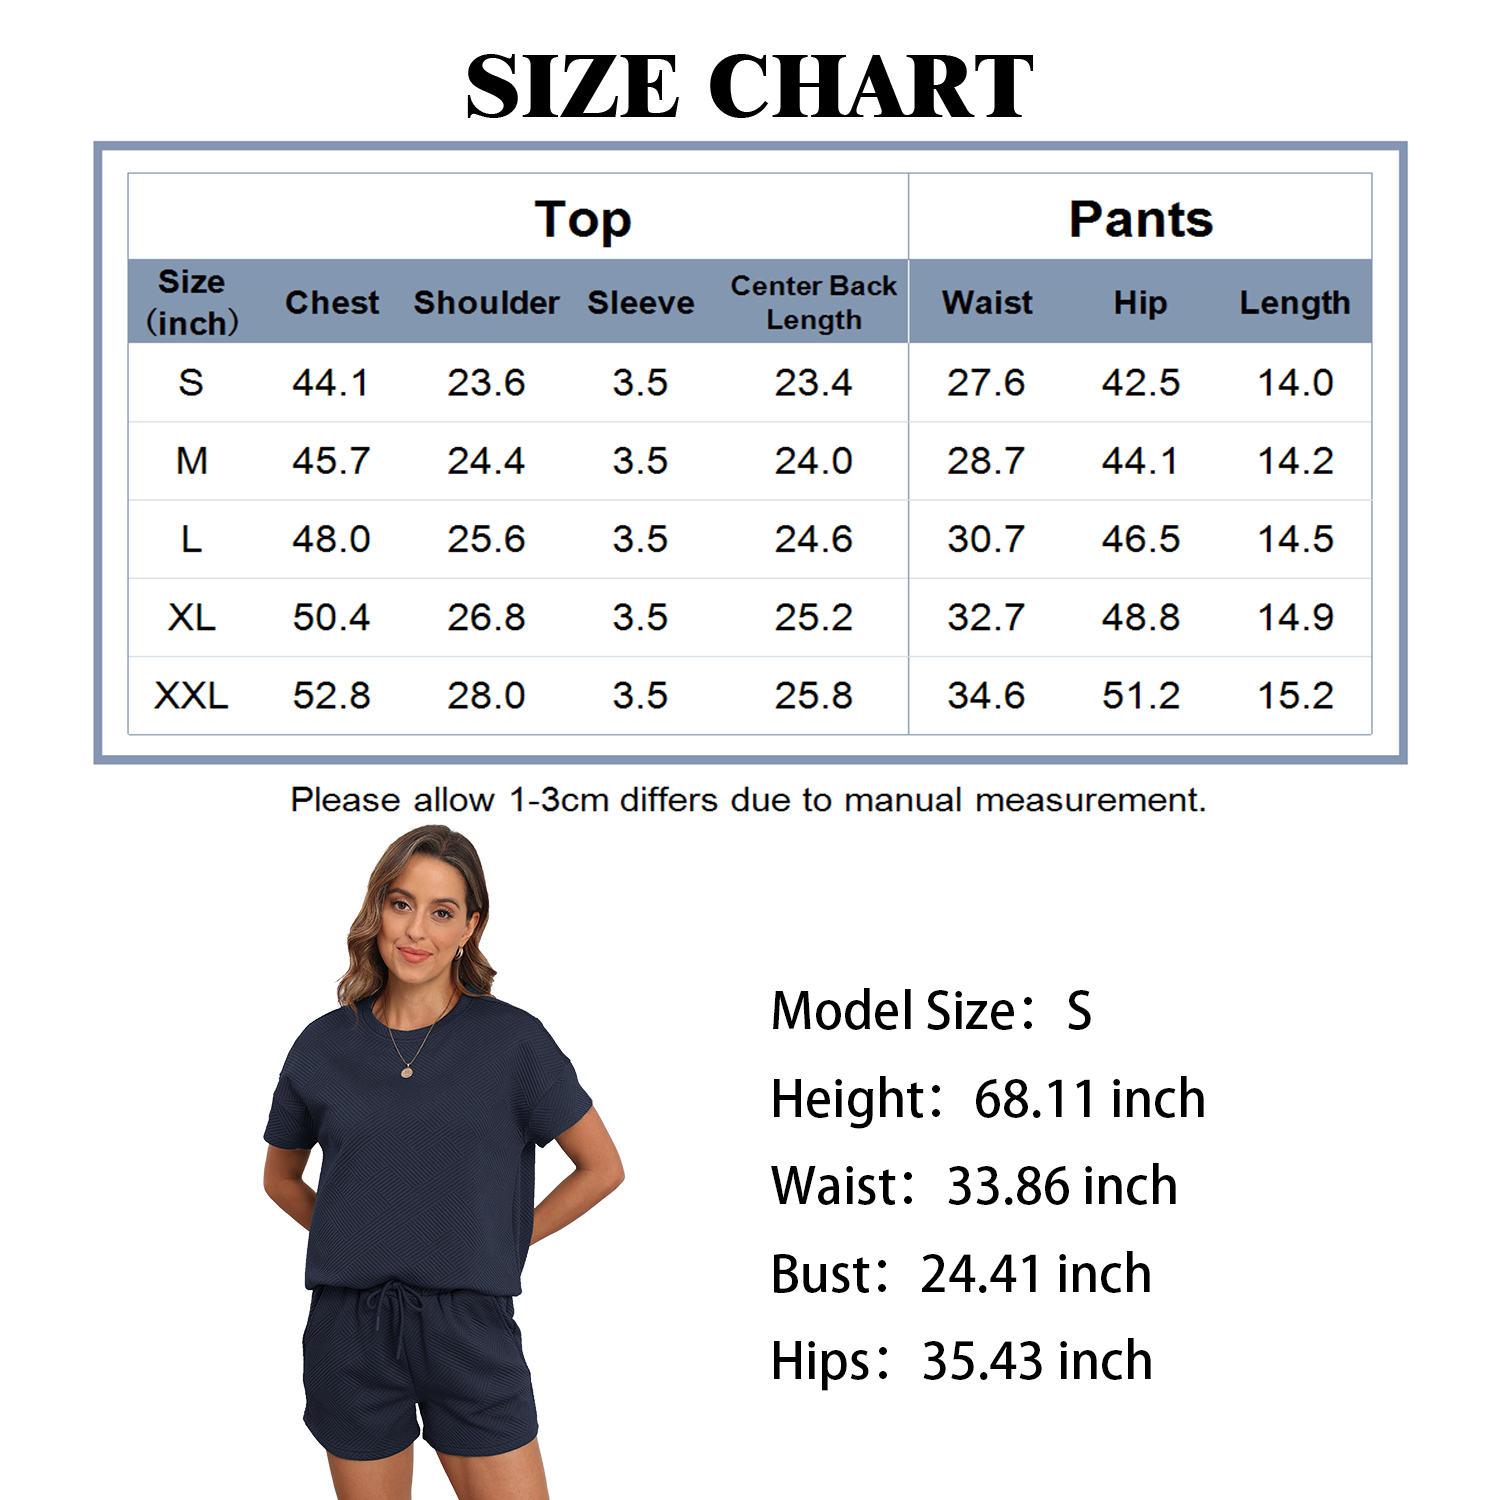 SIZE CHART
Top Pants
Size (inch) Chest Shoulder Sleeve Center Back Length Waist Hip Length
S 44.1 23.6 3.5 23.4 27.6 42.5 14.0
M 45.7 24.4 3.5 24.0 28.7 44.1 14.2
L 48.0 25.6 3.5 24.6 30.7 46.5 14.5
XL 50.4 26.8 3.5 25.2 32.7 48.8 14.9
XXL 52.8 28.0 3.5 25.8 34.6 51.2 15.2
Please allow 1-3cm differs due to manual measurement.
Model Size： S
Height： 68.11 inch
Waist： 33.86 inch
Bust： 24.41 inch
Hips： 35.43 inch